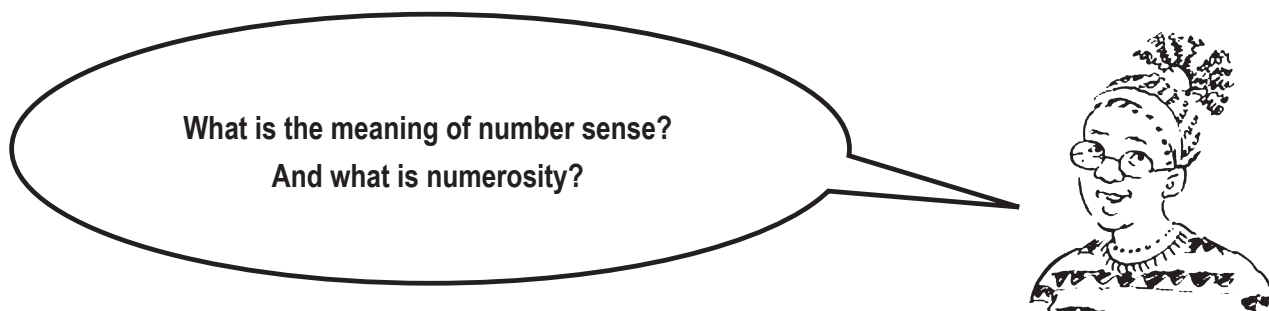 What is the meaning of number sense?
And what is numerosity?